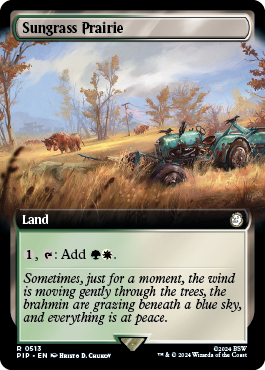 Sungrass Prairie
Land
1, : Add .
Sometimes, just for a moment, the wind
is moving gently through the trees, the
brahmin are grazing beneath a blue sky,
and everything is at peace.
R 0513
PIP • EN Hristo D. Chukov
©2024 BSW
™ & © 2024 Wizards of the Coast